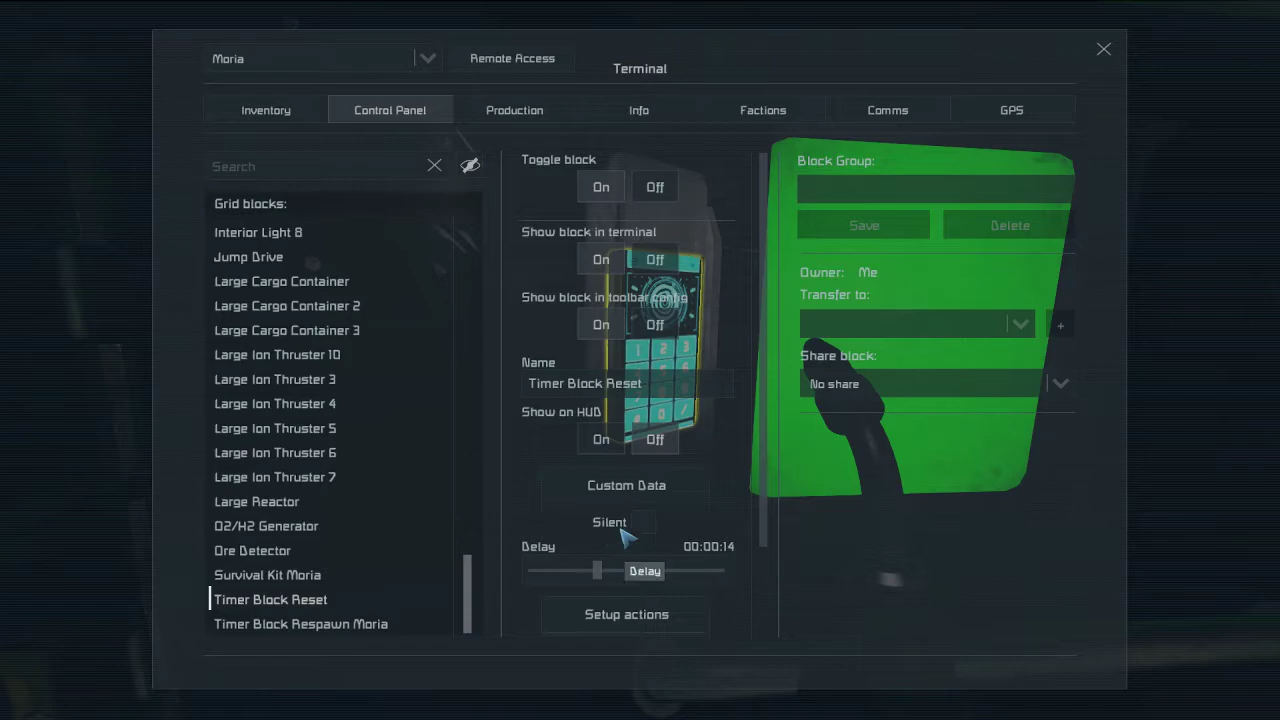 Moria
Remote Access
Terminal
Inventory
Control Panel
Production
Info
Factions
Comms
GPS
Search
Grid blocks:
Interior Light 8
Jump Drive
Large Cargo Container
Large Cargo Container 2
Large Cargo Container 3
Large Ion Thruster 10
Large Ion Thruster 3
Large Ion Thruster 4
Large Ion Thruster 5
Large Ion Thruster 6
Large Ion Thruster 7
Large Reactor
O2/H2 Generator
Ore Detector
Survival Kit Moria
Timer Block Reset
Timer Block Respawn Moria
Toggle block
On Off
Show block in terminal
On Off
Show block in toolbar config
On Off
Name
Timer Block Reset
Show on HUD
On Off
Custom Data
Silent
Delay 00:00:14
Delay
Setup actions
1 2 3
0
Block Group:
Save Delete
Owner: Me
Transfer to:
+
Share block:
No share